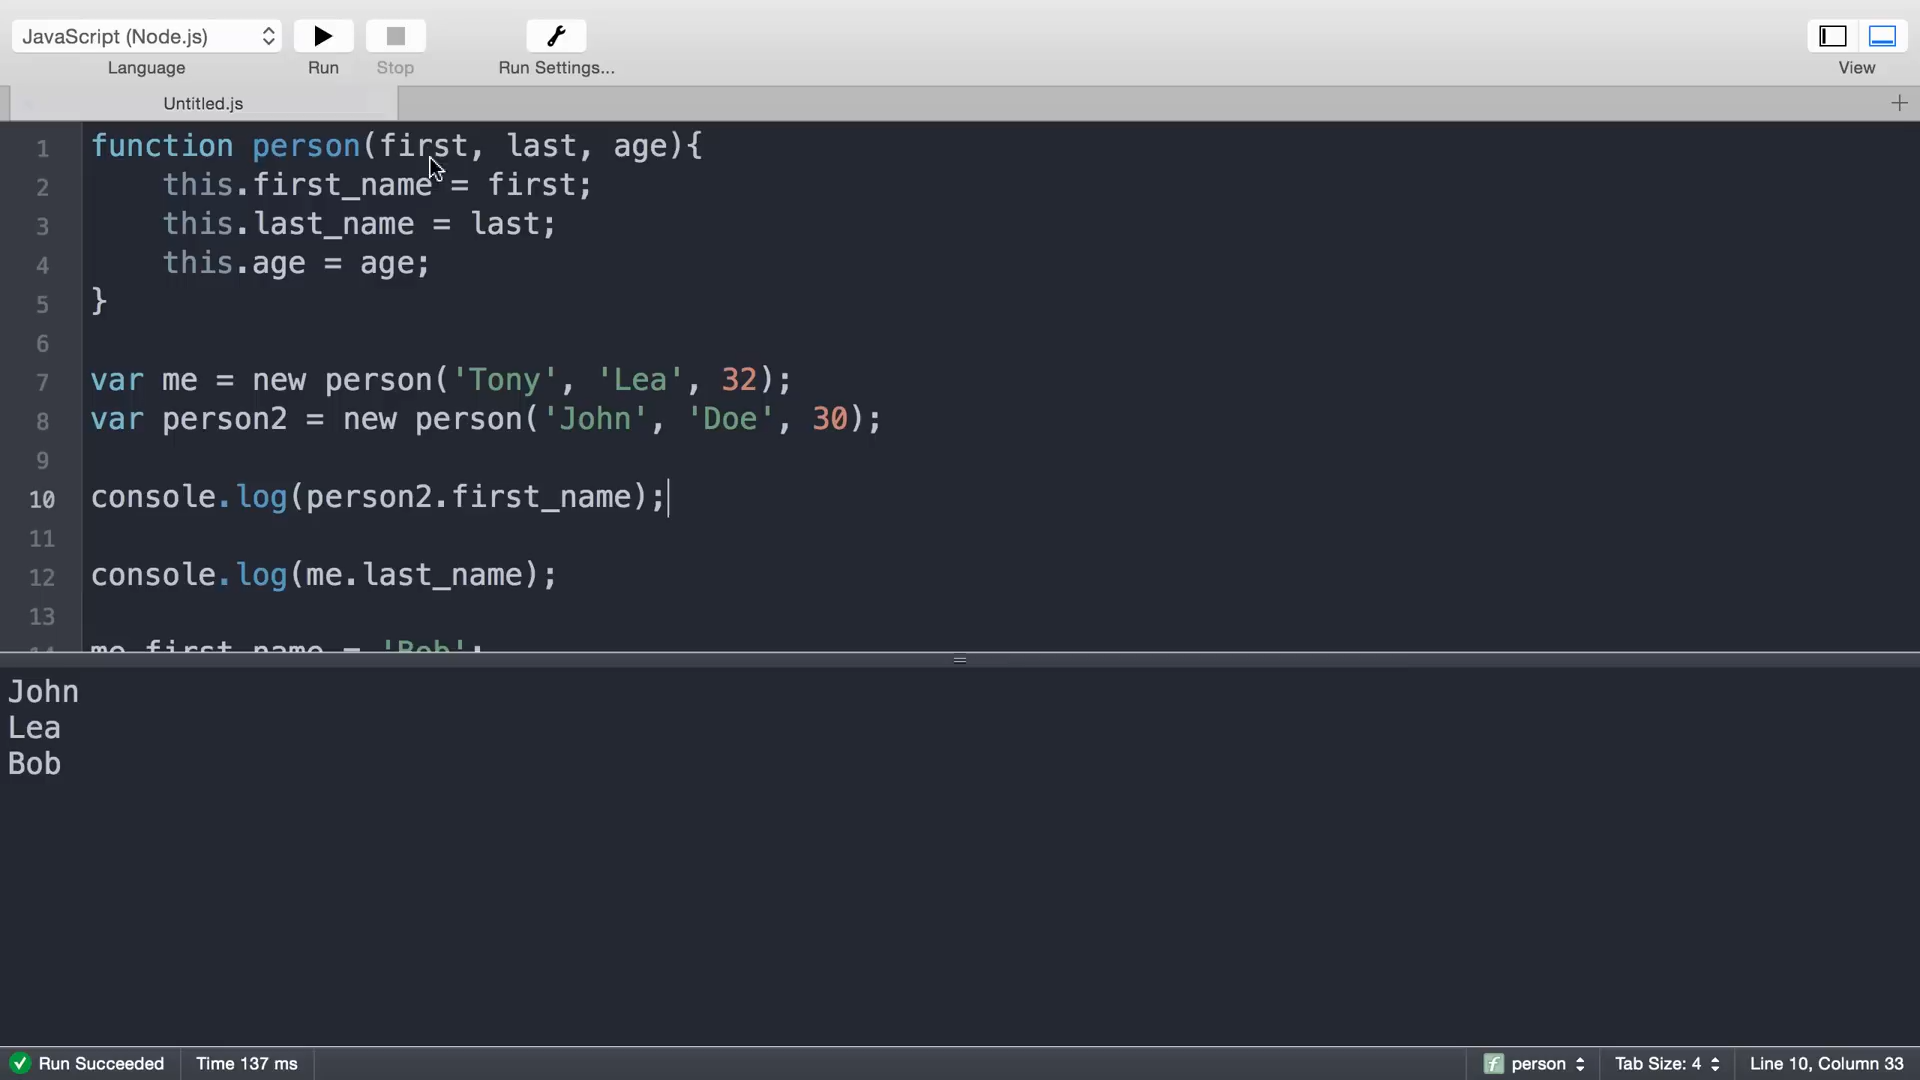 JavaScript (Node.js)
Language
Run
Stop
Run Settings...
View
Untitled.js
1 function person(first, last, age){
2     this.first_name = first;
3     this.last_name = last;
4     this.age = age;
5 }
6
7 var me = new person('Tony', 'Lea', 32);
8 var person2 = new person('John', 'Doe', 30);
9
10 console.log(person2.first_name);
11
12 console.log(me.last_name);
13
14 me.first_name = 'Bob';
John
Lea
Bob
Run Succeeded
Time 137 ms
f person
Tab Size: 4
Line 10, Column 33